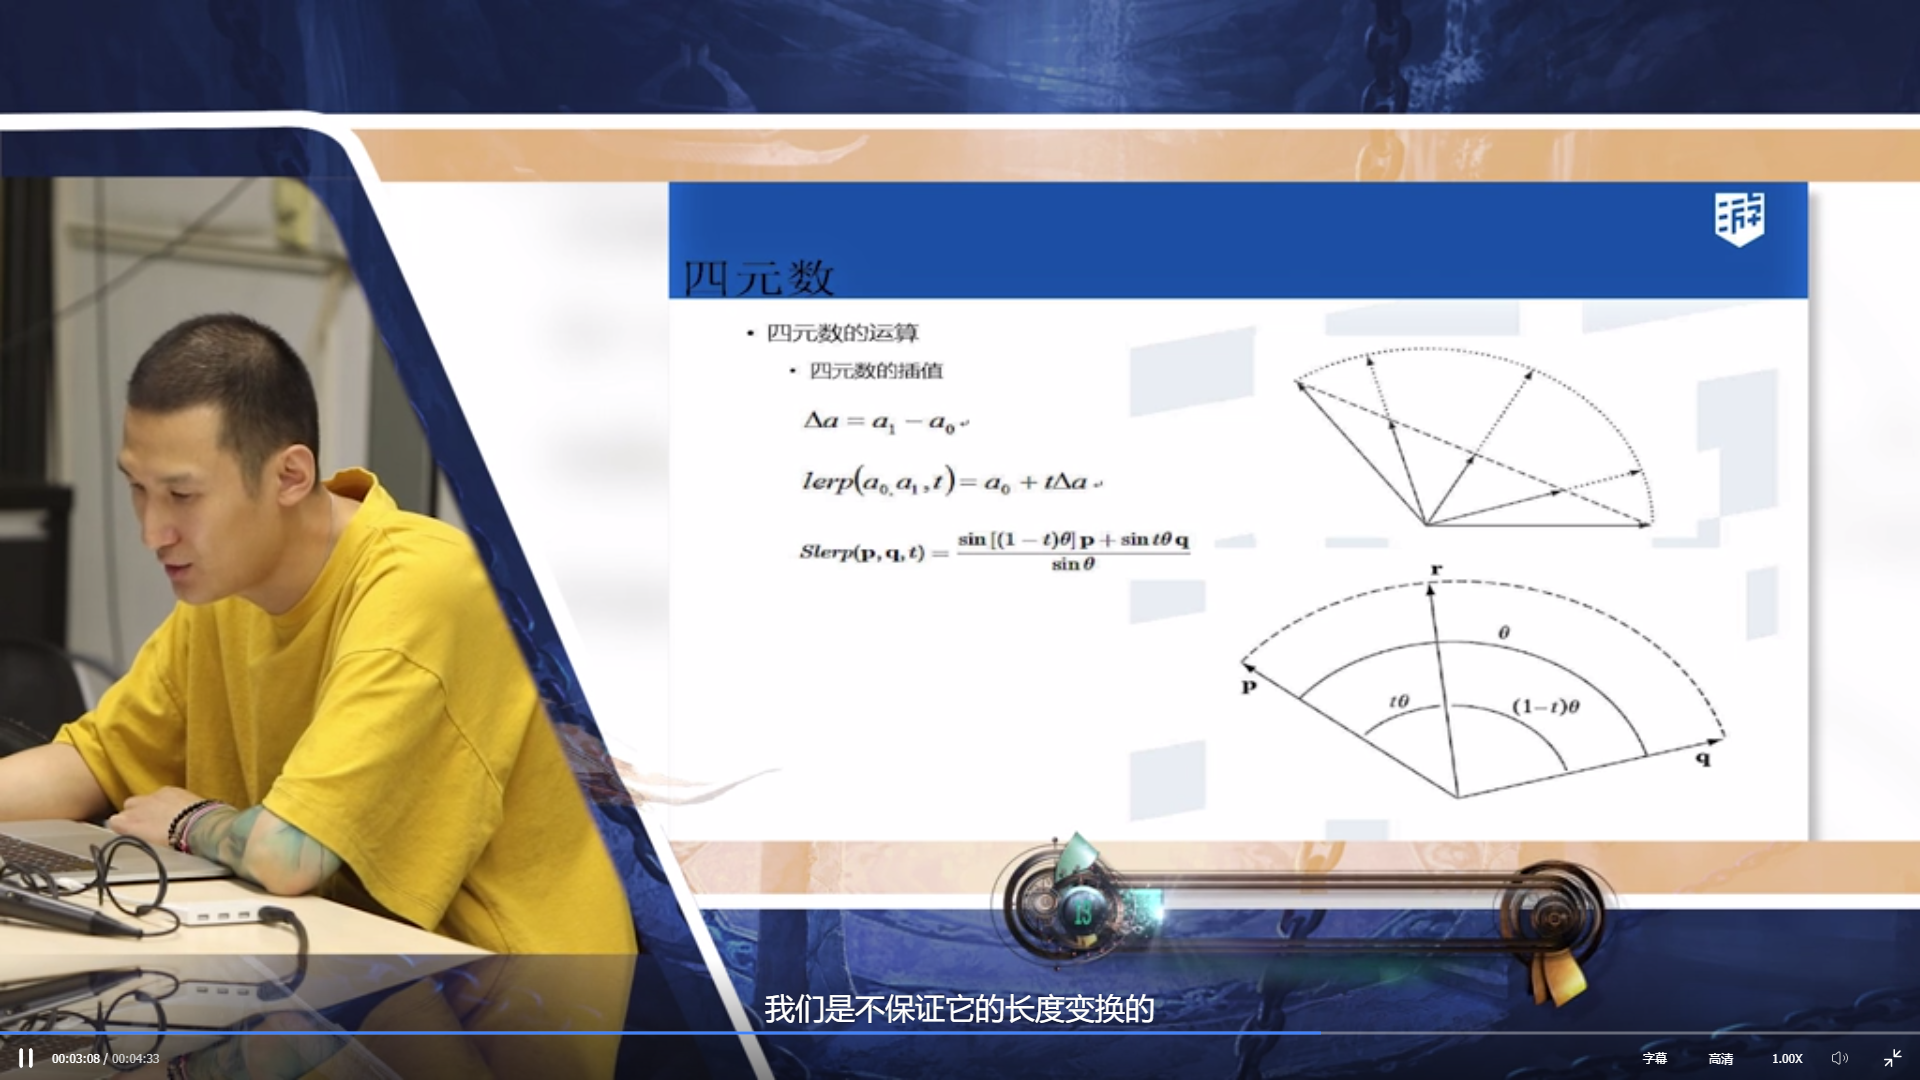 游
四元数
• 四元数的运算
• 四元数的插值
Δa = a₁ − a₀
lerp(a₀,a₁,t) = a₀ + tΔa
Slerp(p,q,t) = sin[(1−t)θ]p + sin tθ q / sin θ
r
θ
p
tθ
(1−t)θ
q
13
我们是不保证它的长度变换的
00:03:08 / 00:04:33
字幕
高清
1.00X